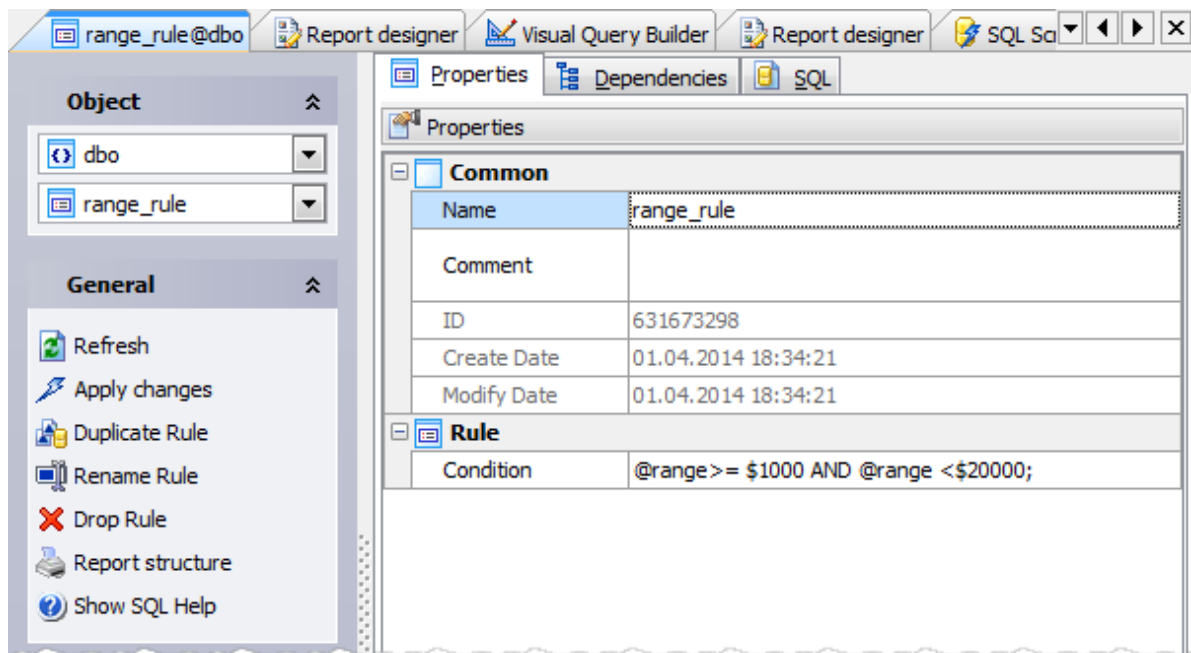 range_rule@dbo Report designer Visual Query Builder Report designer SQL Sc
Properties Dependencies SQL
Object
Properties
dbo
Common
range_rule
Name range_rule
Comment
General
ID 631673298
Refresh
Create Date 01.04.2014 18:34:21
Apply changes
Modify Date 01.04.2014 18:34:21
Duplicate Rule
Rule
Rename Rule
Condition @range>= $1000 AND @range <$20000;
Drop Rule
Report structure
Show SQL Help